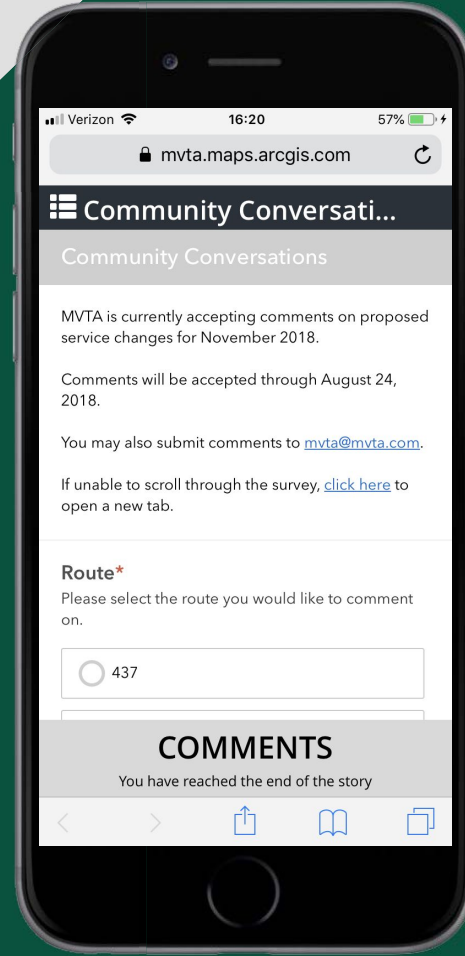 Verizon 16:20 57%
mvta.maps.arcgis.com
Community Conversati...
Community Conversations
MVTA is currently accepting comments on proposed
service changes for November 2018.
Comments will be accepted through August 24,
2018.
You may also submit comments to mvta@mvta.com.
If unable to scroll through the survey, click here to
open a new tab.
Route*
Please select the route you would like to comment
on.
437
COMMENTS
You have reached the end of the story